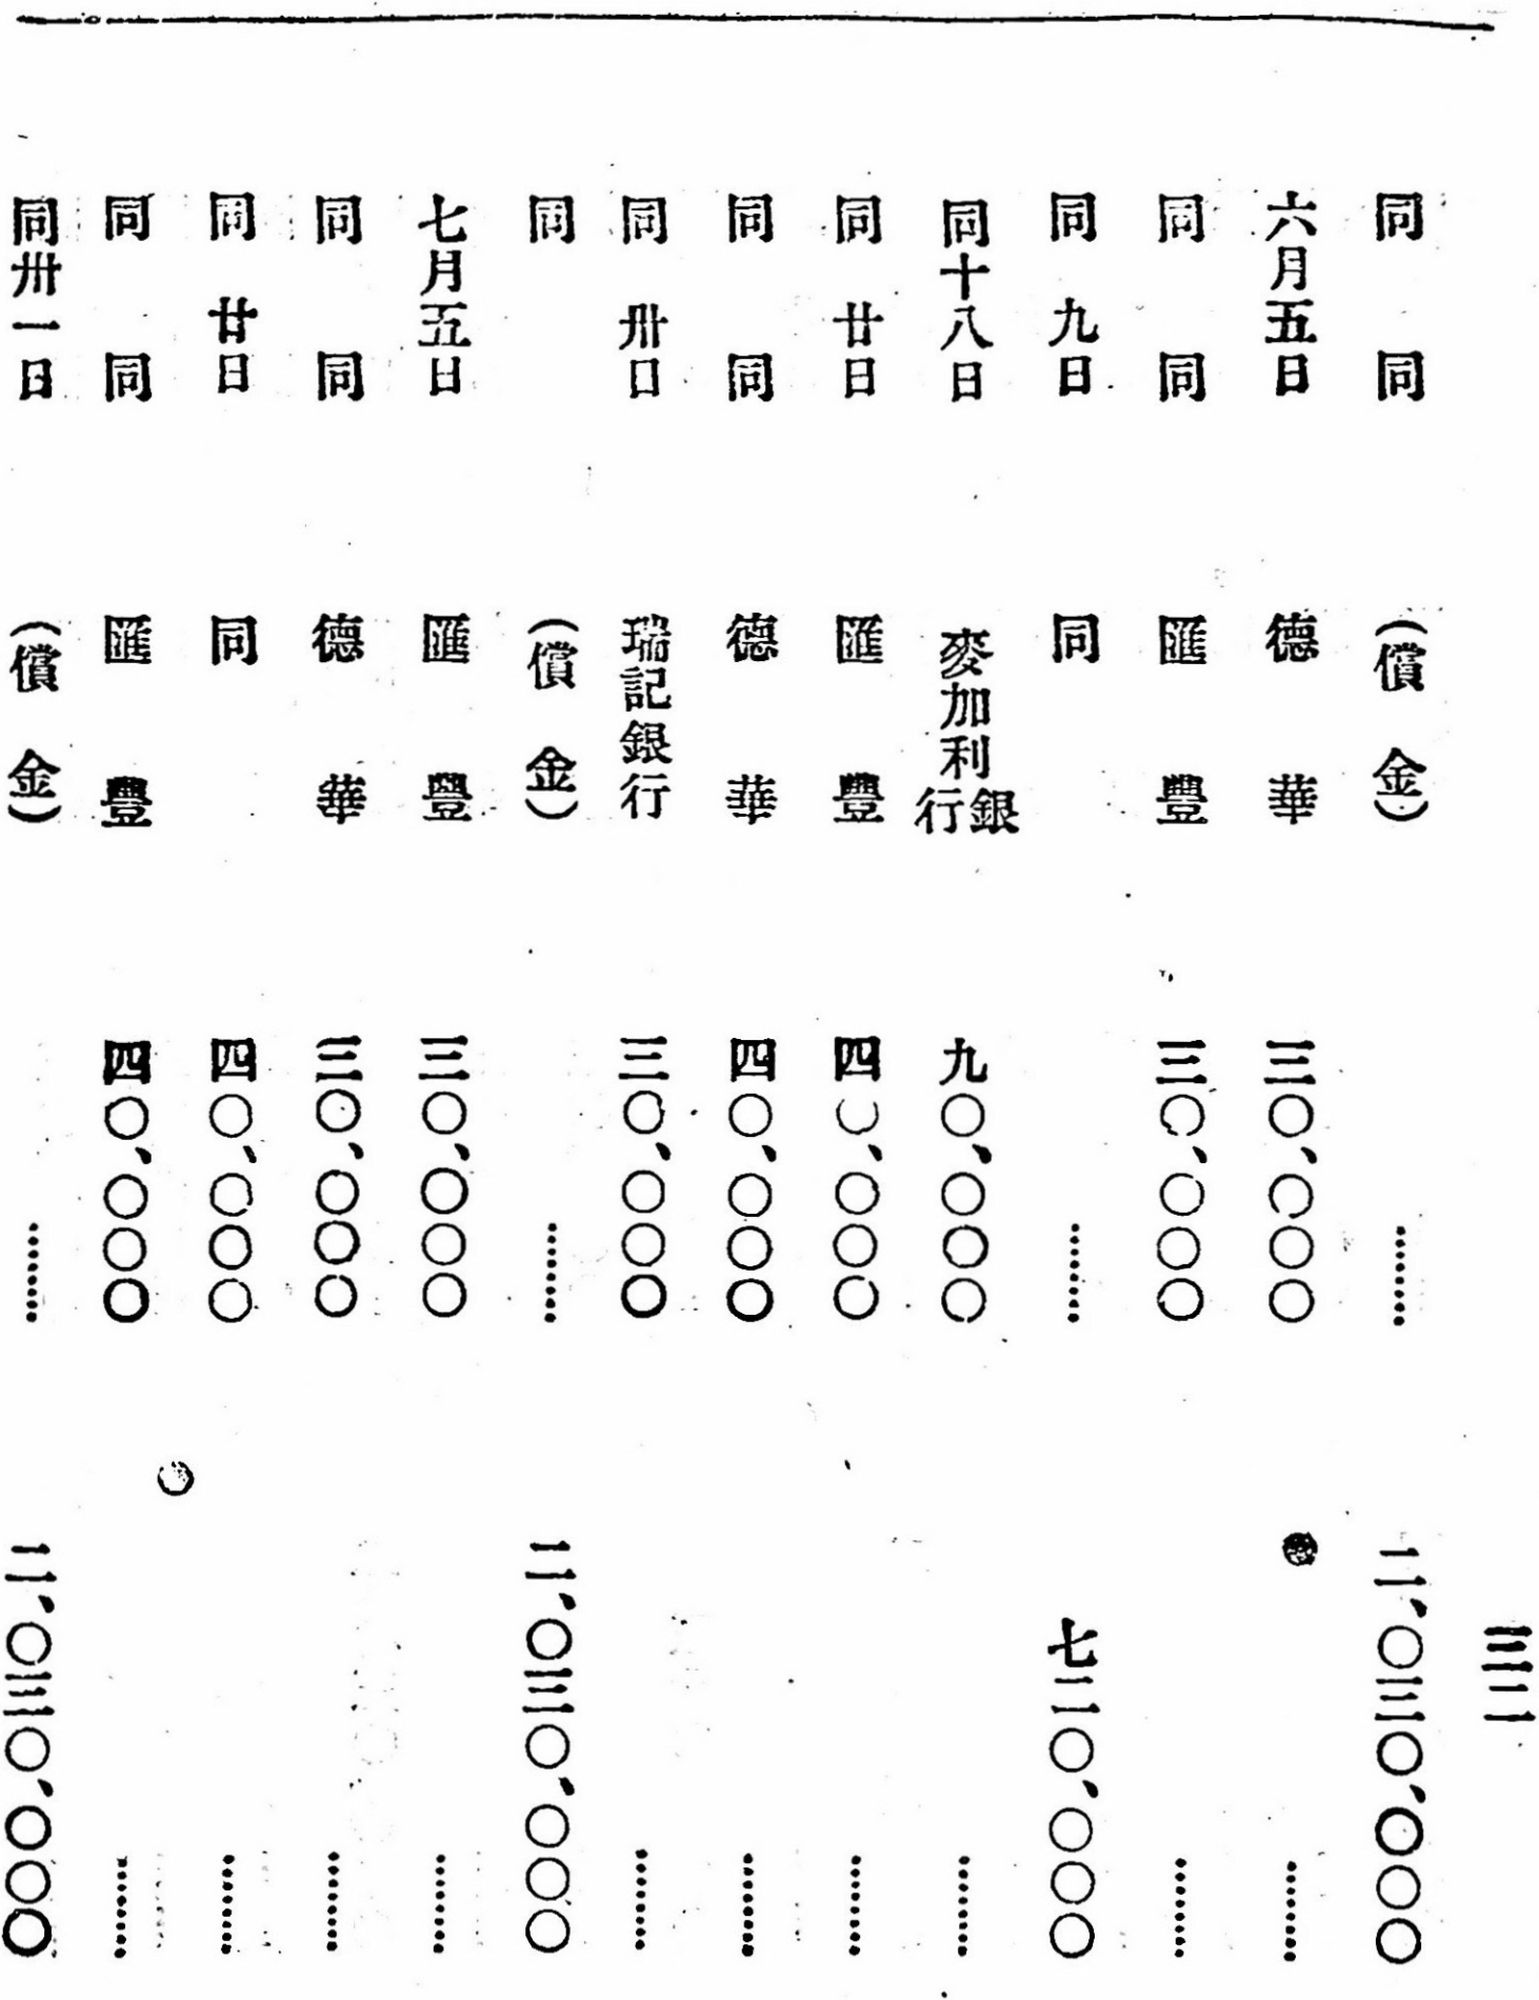 三二
同 同 (償金) ⋯⋯ 二、〇三〇、〇〇〇
六月五日 德華 三〇、〇〇〇 ⋯⋯
同 同 匯豐 三〇、〇〇〇 ⋯⋯
同 九日 同 ⋯⋯ 七二〇、〇〇〇
同十八日 麥加利銀行 九〇、〇〇〇 ⋯⋯
同 廿日 匯豐 四〇、〇〇〇 ⋯⋯
同 同 德華 四〇、〇〇〇 ⋯⋯
同 卅日 瑞記銀行 三〇、〇〇〇 ⋯⋯
同 (償金) ⋯⋯ 二、〇三〇、〇〇〇
七月五日 匯豐 三〇、〇〇〇 ⋯⋯
同 同 德華 三〇、〇〇〇 ⋯⋯
同 廿日 同 四〇、〇〇〇 ⋯⋯
同 同 匯豐 四〇、〇〇〇 ⋯⋯
同卅一日 (償金) ⋯⋯ 二、〇三〇、〇〇〇